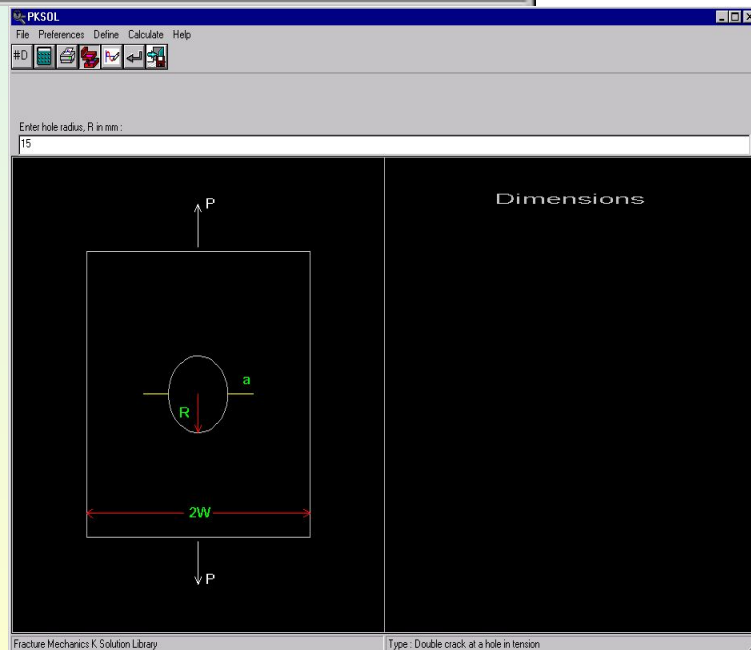 PKSOL
File Preferences Define Calculate Help
#D
Enter hole radius, R in mm :
15
Dimensions
P
a
R
2W
P
Fracture Mechanics K Solution Library
Type : Double crack at a hole in tension